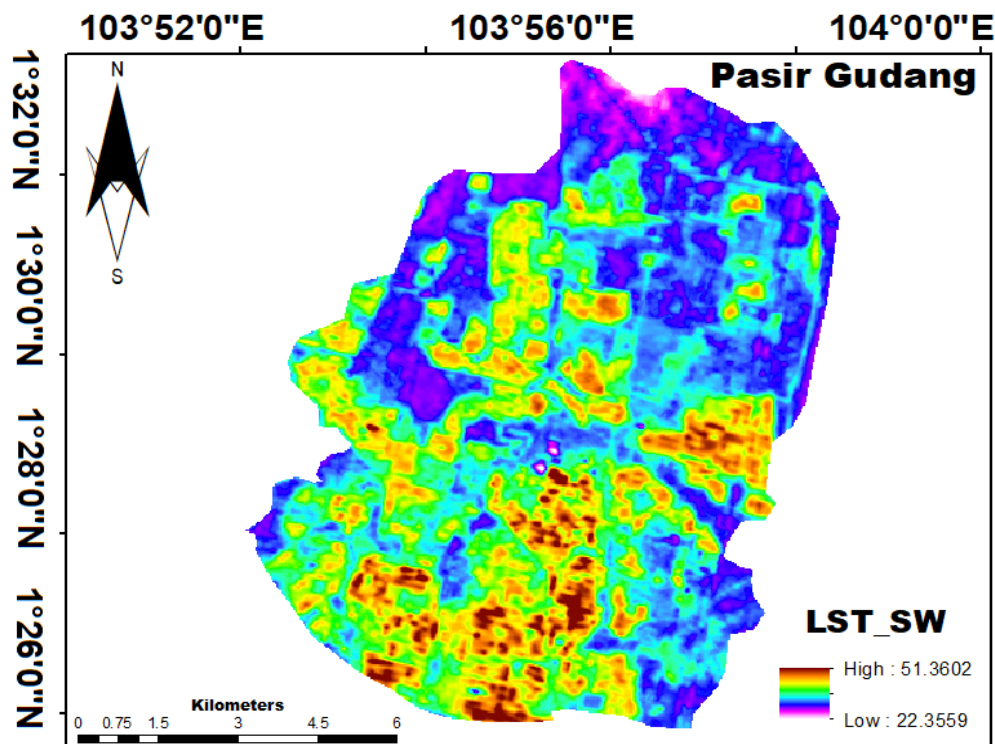 103°52'0"E 103°56'0"E 104°0'0"E
Pasir Gudang
N
S
1°32'0"N
1°30'0"N
1°28'0"N
1°26'0"N
LST_SW
High : 51.3602
Low : 22.3559
Kilometers
0 0.75 1.5 3 4.5 6